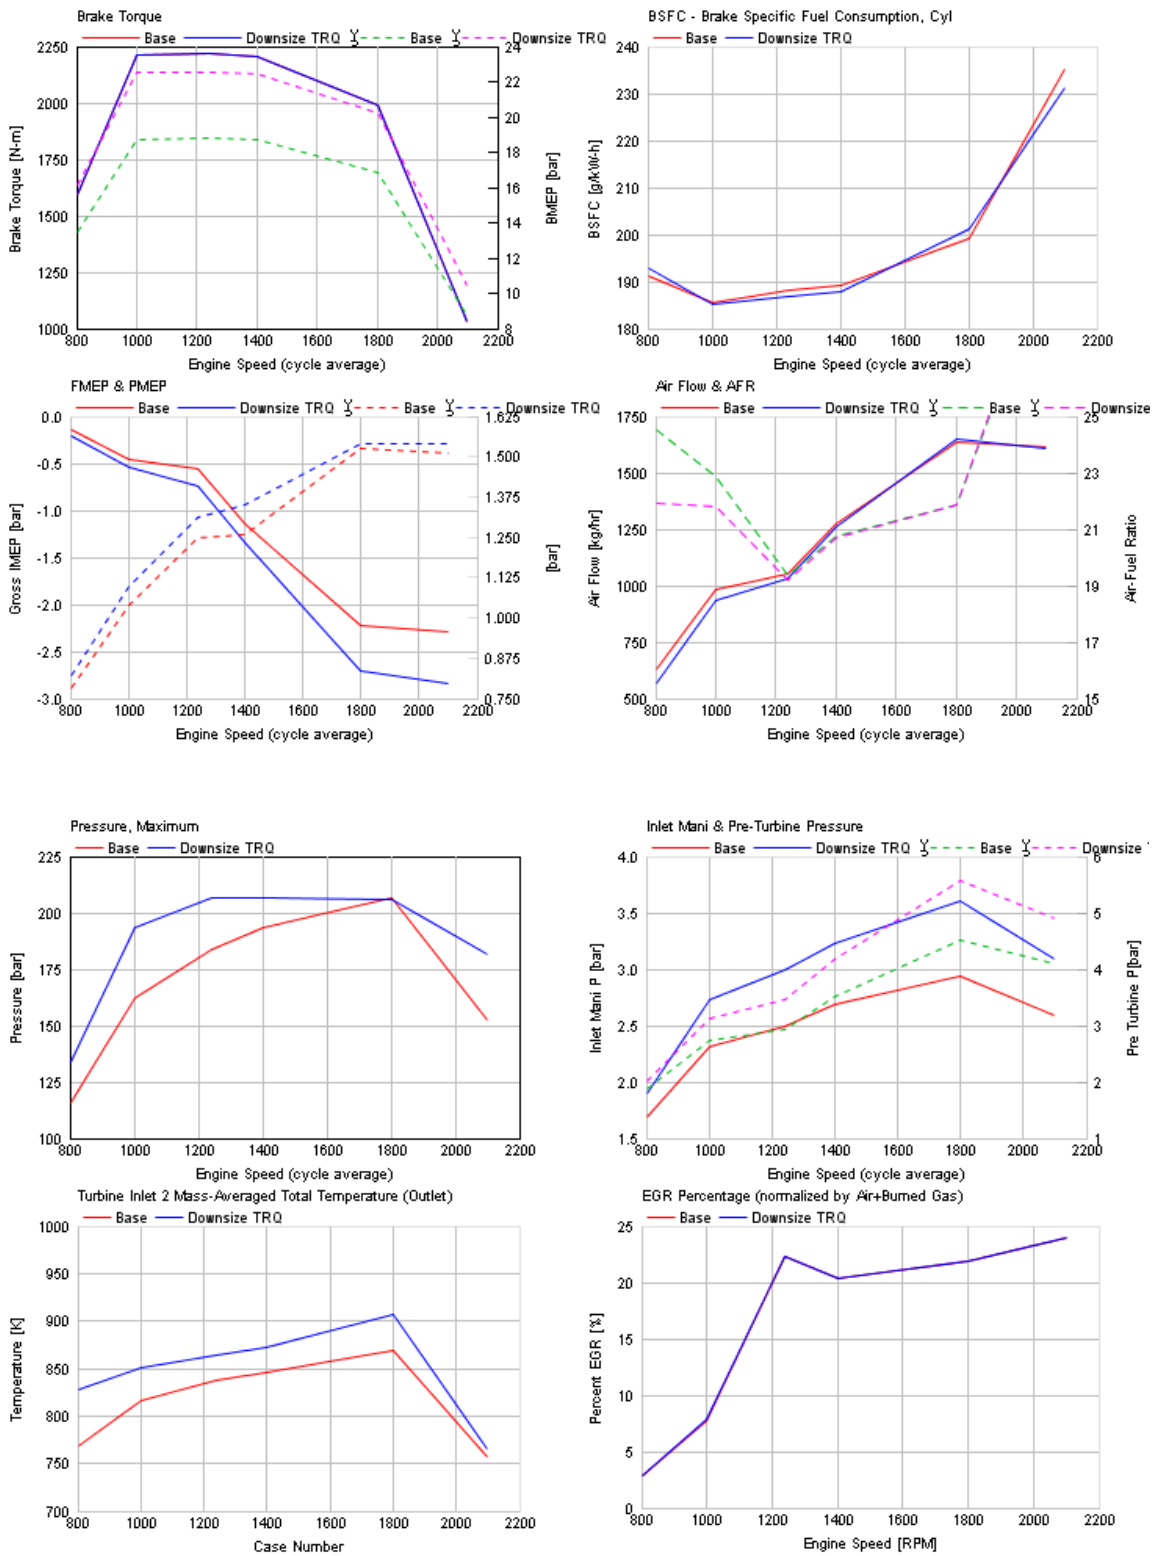 Brake Torque
Base Downsize TRQ Y Base Y Downsize TRQ
2250
2000
1750
1500
1250
1000
Brake Torque [N-m]
24
22
20
18
16
14
12
10
8
BMEP [bar]
800 1000 1200 1400 1600 1800 2000 2200
Engine Speed (cycle average)
BSFC - Brake Specific Fuel Consumption, Cyl
Base Downsize TRQ
240
230
220
210
200
190
180
BSFC [g/kW-h]
800 1000 1200 1400 1600 1800 2000 2200
Engine Speed (cycle average)
FMEP & PMEP
Base Downsize TRQ Y Base Y Downsize TRQ
0.0
-0.5
-1.0
-1.5
-2.0
-2.5
-3.0
Gross IMEP [bar]
1.625
1.500
1.375
1.250
1.125
1.000
0.875
0.750
[bar]
800 1000 1200 1400 1600 1800 2000 2200
Engine Speed (cycle average)
Air Flow & AFR
Base Downsize TRQ Y Base Y Downsize
1750
1500
1250
1000
750
500
Air Flow [kg/hr]
25
23
21
19
17
15
Air-Fuel Ratio
800 1000 1200 1400 1600 1800 2000 2200
Engine Speed (cycle average)
Pressure, Maximum
Base Downsize TRQ
225
200
175
150
125
100
Pressure [bar]
800 1000 1200 1400 1600 1800 2000 2200
Engine Speed (cycle average)
Inlet Mani & Pre-Turbine Pressure
Base Downsize TRQ Y Base Y Downsize
4.0
3.5
3.0
2.5
2.0
1.5
Inlet Mani P [bar]
6
5
4
3
2
1
Pre Turbine P[bar]
800 1000 1200 1400 1600 1800 2000 2200
Engine Speed (cycle average)
Turbine Inlet 2 Mass-Averaged Total Temperature (Outlet)
Base Downsize TRQ
1000
950
900
850
800
750
700
Temperature [K]
800 1000 1200 1400 1600 1800 2000 2200
Case Number
EGR Percentage (normalized by Air+Burned Gas)
Base Downsize TRQ
25
20
15
10
5
0
Percent EGR [%]
800 1000 1200 1400 1600 1800 2000 2200
Engine Speed [RPM]